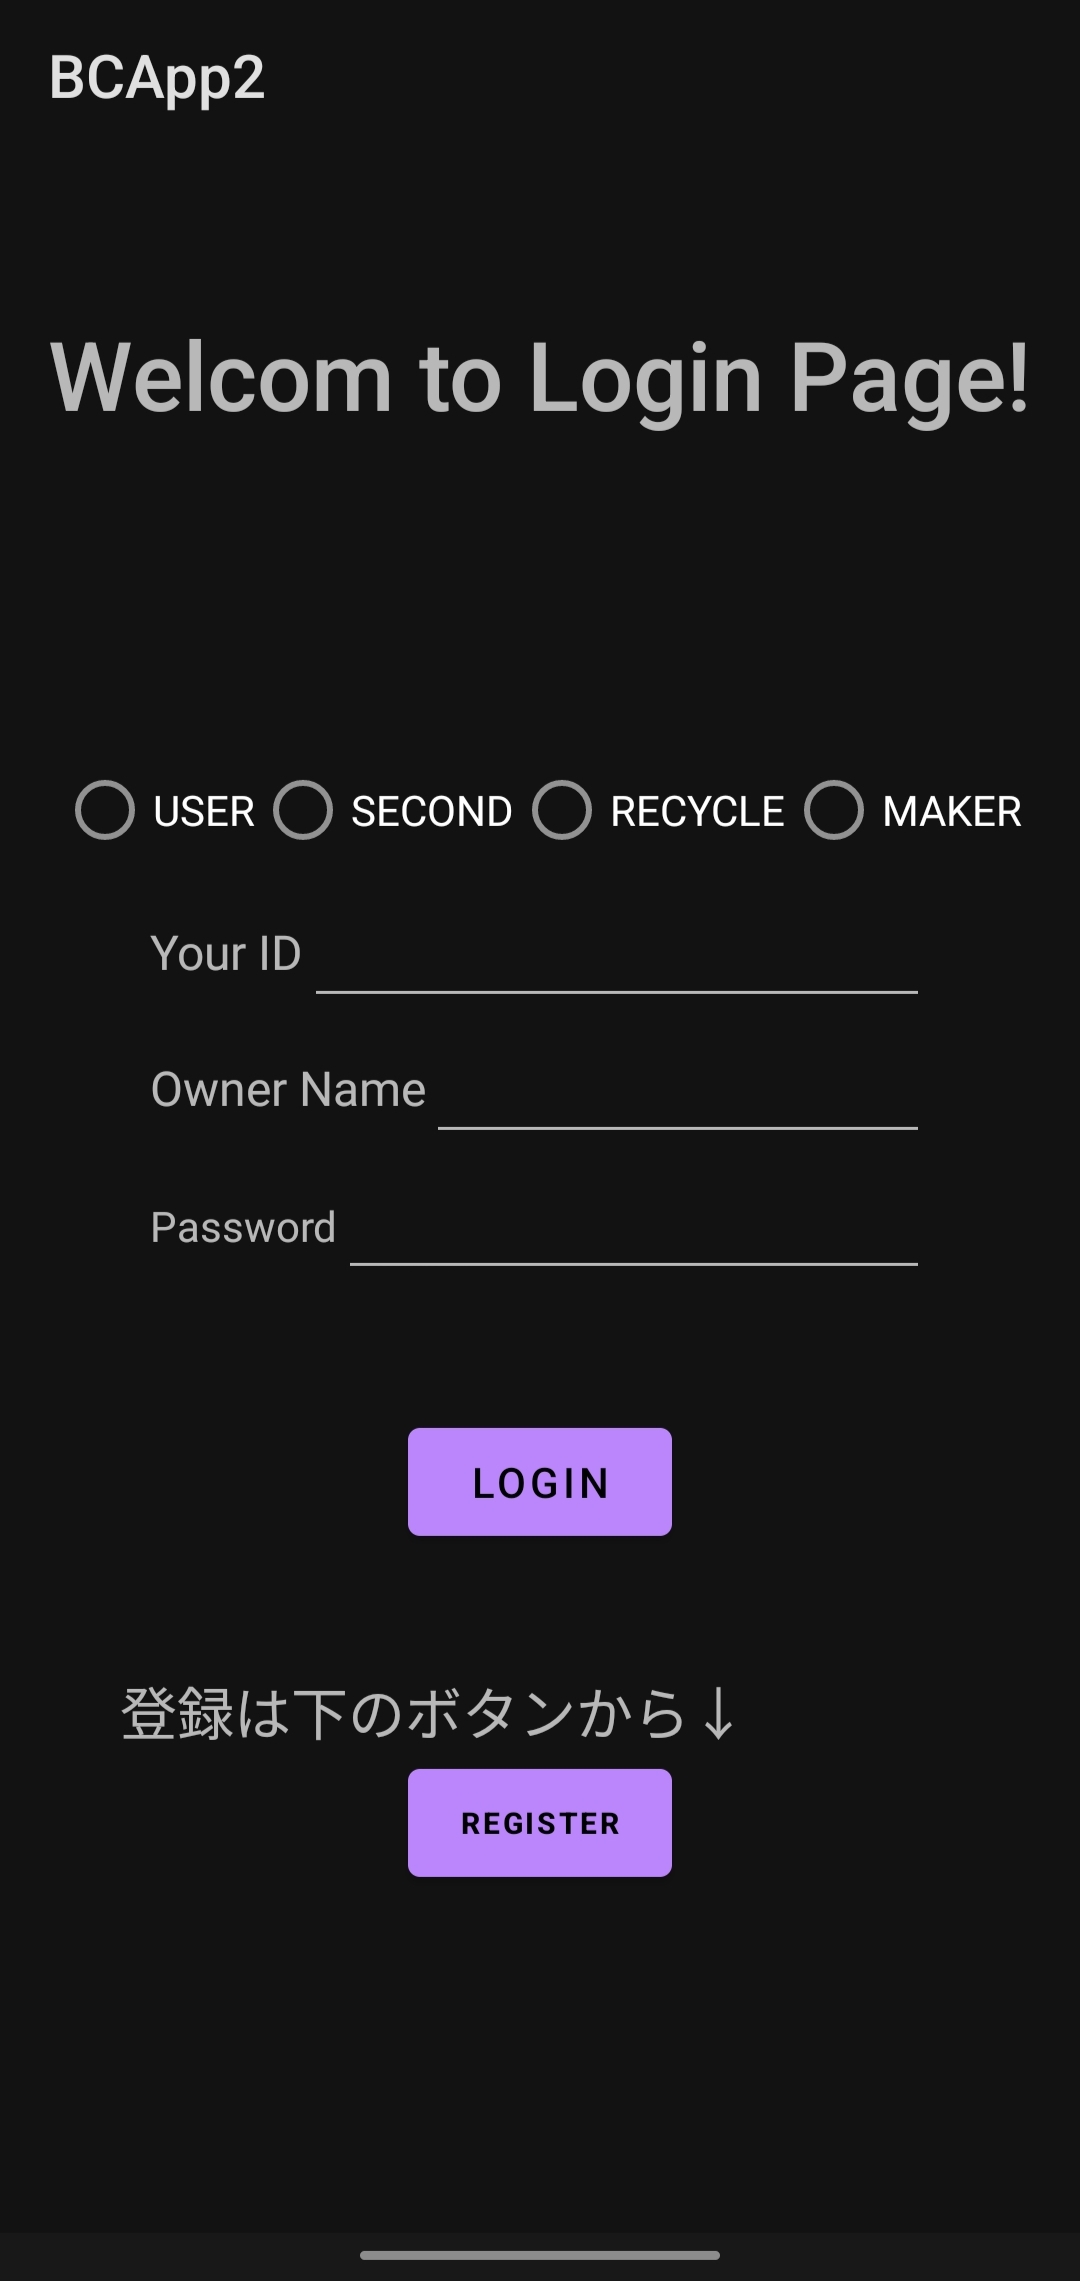 BCApp2
Welcom to Login Page!
USER SECOND RECYCLE MAKER
Your ID
Owner Name
Password
LOGIN
登録は下のボタンから↓
REGISTER